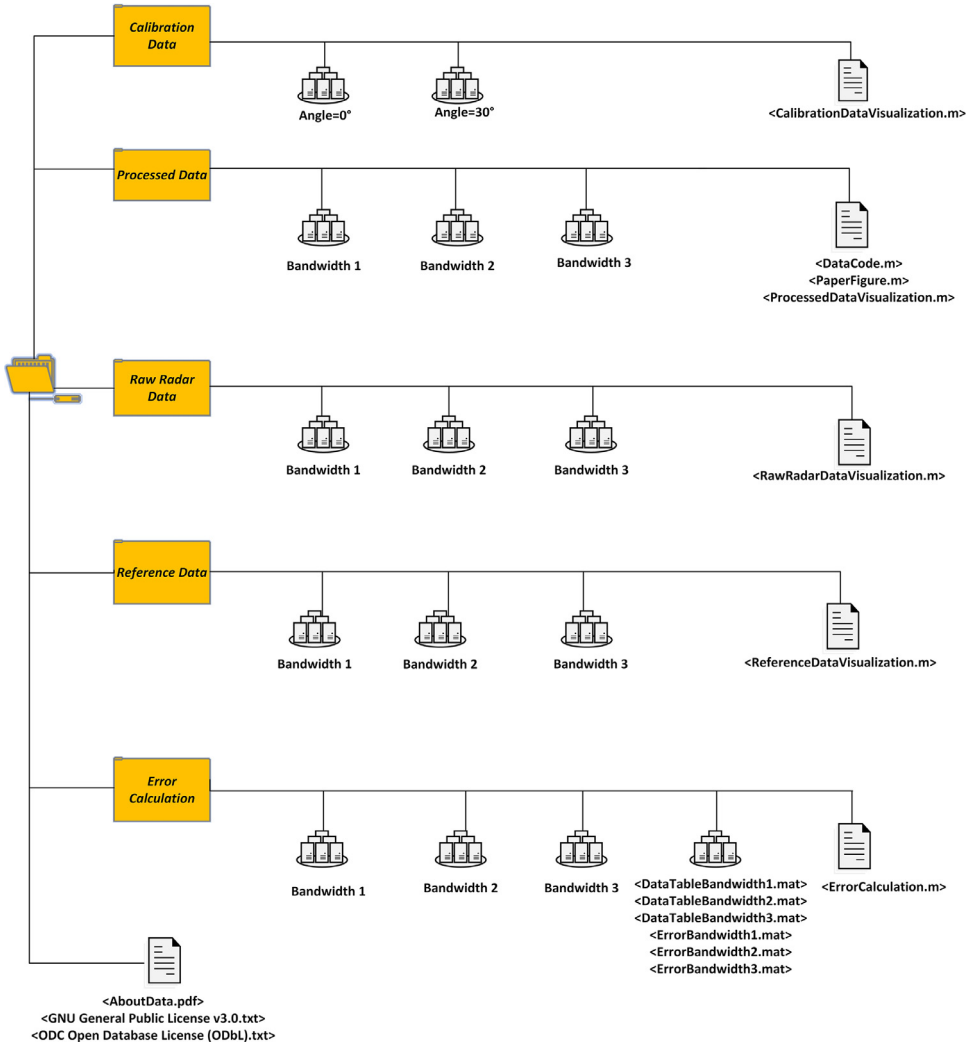 Calibration
Data
Angle=0°
Angle=30°
<CalibrationDataVisualization.m>
Processed Data
Bandwidth 1
Bandwidth 2
Bandwidth 3
<DataCode.m>
<PaperFigure.m>
<ProcessedDataVisualization.m>
Raw Radar
Data
Bandwidth 1
Bandwidth 2
Bandwidth 3
<RawRadarDataVisualization.m>
Reference Data
Bandwidth 1
Bandwidth 2
Bandwidth 3
<ReferenceDataVisualization.m>
Error
Calculation
Bandwidth 1
Bandwidth 2
Bandwidth 3
<DataTableBandwidth1.mat>
<DataTableBandwidth2.mat>
<DataTableBandwidth3.mat>
<ErrorBandwidth1.mat>
<ErrorBandwidth2.mat>
<ErrorBandwidth3.mat>
<ErrorCalculation.m>
<AboutData.pdf>
<GNU General Public License v3.0.txt>
<ODC Open Database License (ODbL).txt>